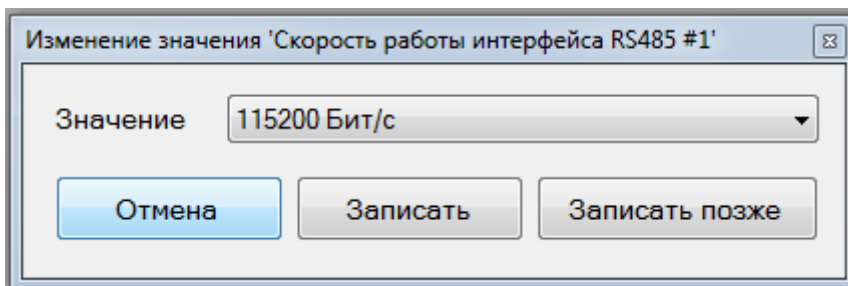 Изменение значения 'Скорость работы интерфейса RS485 #1'
Значение 115200 Бит/с
Отмена Записать Записать позже